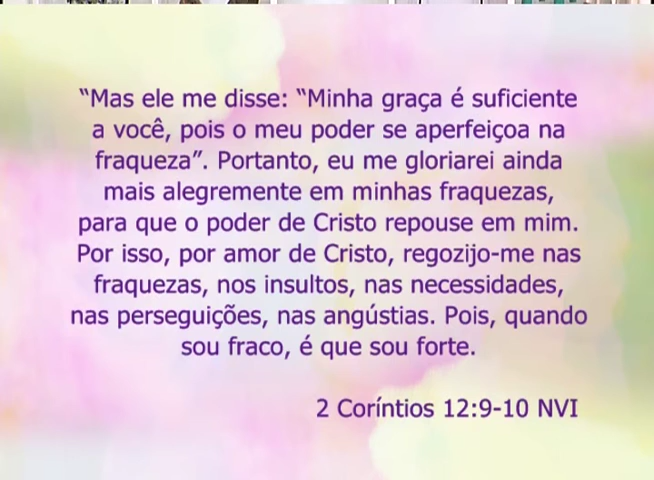 “Mas ele me disse: “Minha graça é suficiente
a você, pois o meu poder se aperfeiçoa na
fraqueza”. Portanto, eu me gloriarei ainda
mais alegremente em minhas fraquezas,
para que o poder de Cristo repouse em mim.
Por isso, por amor de Cristo, regozijo-me nas
fraquezas, nos insultos, nas necessidades,
nas perseguições, nas angústias. Pois, quando
sou fraco, é que sou forte.
2 Coríntios 12:9-10 NVI